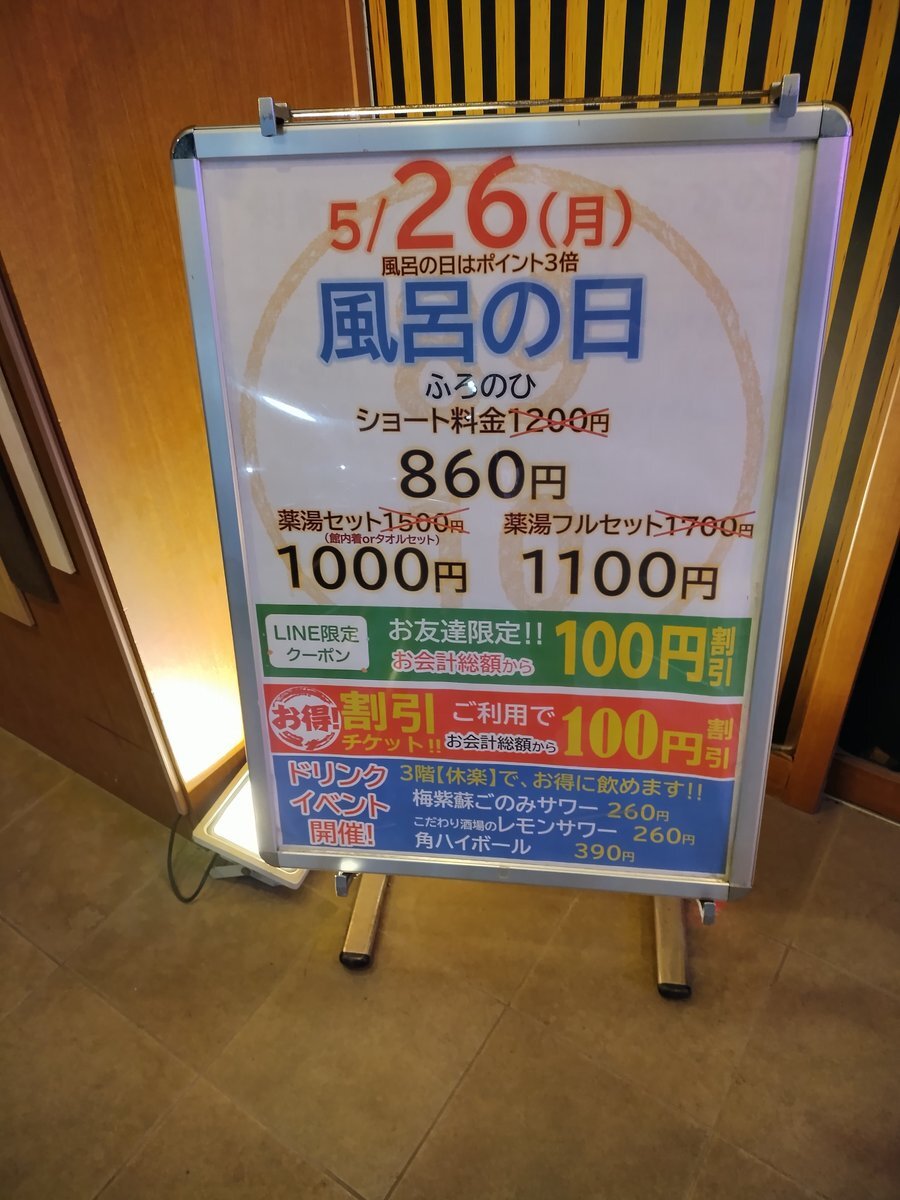 5/26(月)
風呂の日はポイント3倍
風呂の日
ふろのひ
ショート料金1200円
860円
薬湯セット1500円
(館内着orタオルセット)
1000円
薬湯フルセット1700円
1100円
LINE限定
クーポン
お友達限定!!
お会計総額から
100円割引
お得!
割引
チケット!!
ご利用で
お会計総額から
100円割引
ドリンク
イベント
開催!
3階【休楽】で、お得に飲めます!!
梅紫蘇ごのみサワー 260円
こだわり酒場のレモンサワー 260円
角ハイボール 390円